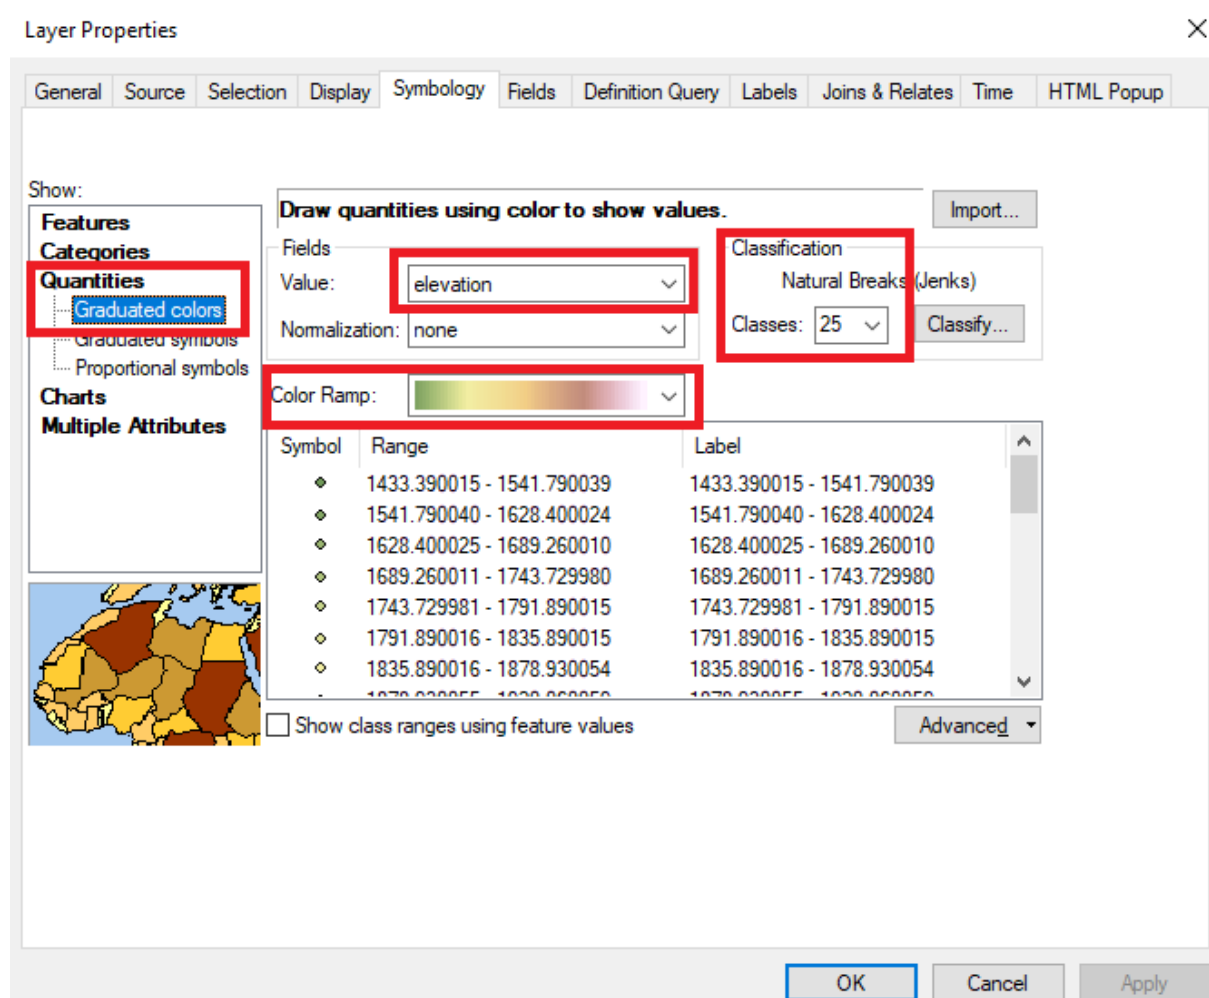 Layer Properties
General Source Selection Display Symbology Fields Definition Query Labels Joins & Relates Time HTML Popup
Show:
Features
Categories
Quantities
Graduated colors
Graduated symbols
Proportional symbols
Charts
Multiple Attributes
Draw quantities using color to show values.
Import...
Fields
Value: elevation
Normalization: none
Classification
Natural Breaks (Jenks)
Classes: 25 Classify...
Color Ramp:
Symbol Range Label
1433.390015 - 1541.790039 1433.390015 - 1541.790039
1541.790040 - 1628.400024 1541.790040 - 1628.400024
1628.400025 - 1689.260010 1628.400025 - 1689.260010
1689.260011 - 1743.729980 1689.260011 - 1743.729980
1743.729981 - 1791.890015 1743.729981 - 1791.890015
1791.890016 - 1835.890015 1791.890016 - 1835.890015
1835.890016 - 1878.930054 1835.890016 - 1878.930054
Show class ranges using feature values
Advanced
OK Cancel Apply